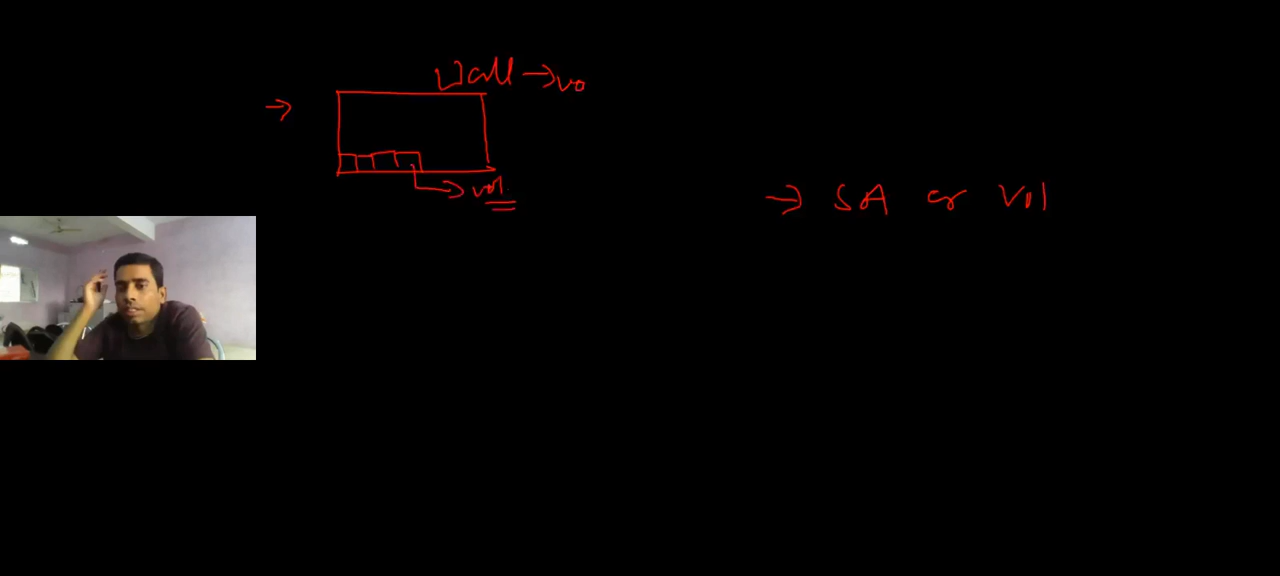 Wall → vo
→
→ vol.
→ SA or Vol